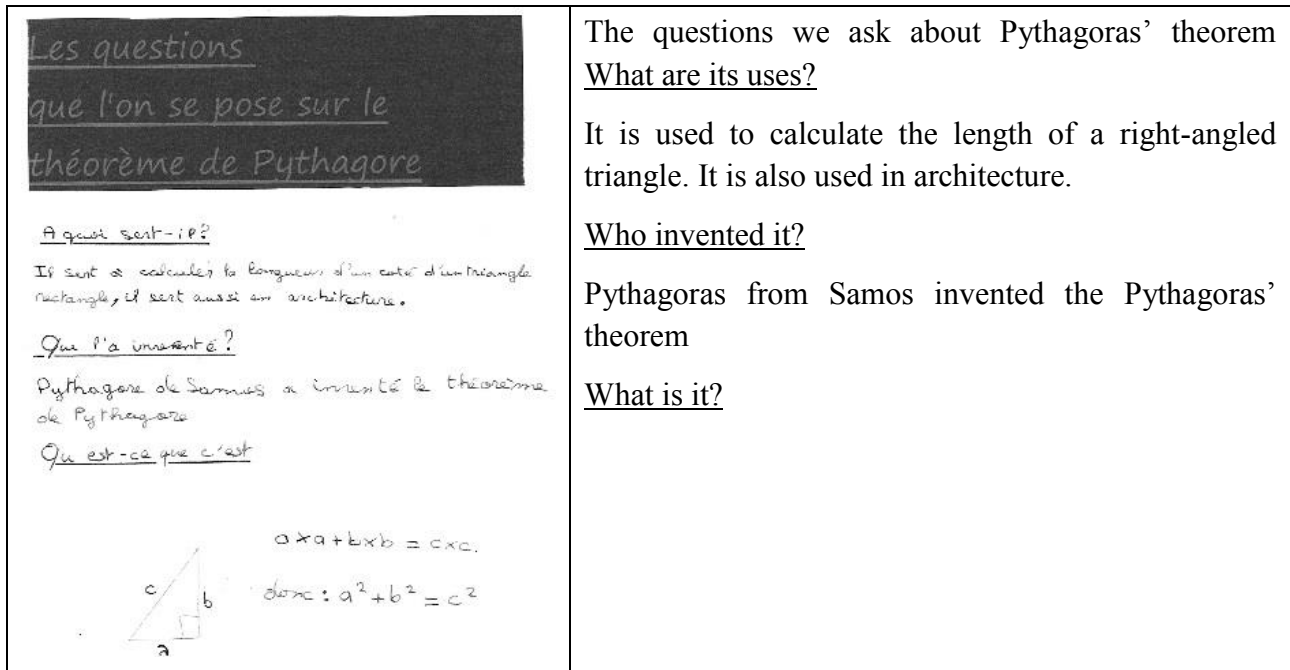 Les questions
que l'on se pose sur le
théorème de Pythagore
A quoi sert-il?
Il sert a calculer la longueur d'un coté d'un triangle
rectangle, il sert aussi en architecture.
Que l'a inventé?
Pythagore de Samos a inventé le théorème
de Pythagore
Qu est-ce que c'est
a×a+b×b = c×c.
donc : a²+b² = c²
c
b
a
The questions we ask about Pythagoras’ theorem
What are its uses?
It is used to calculate the length of a right-angled
triangle. It is also used in architecture.
Who invented it?
Pythagoras from Samos invented the Pythagoras’
theorem
What is it?